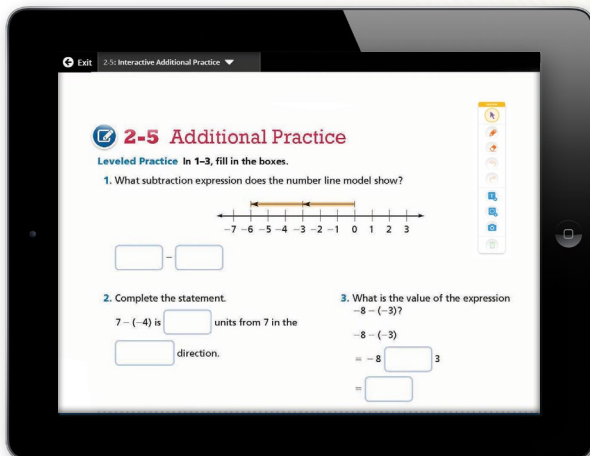 Exit 2-5: Interactive Additional Practice
2-5 Additional Practice
Leveled Practice In 1–3, fill in the boxes.
1. What subtraction expression does the number line model show?
−7 −6 −5 −4 −3 −2 −1 0 1 2 3
−
2. Complete the statement.
7 − (−4) is units from 7 in the
direction.
3. What is the value of the expression
−8 − (−3)?
−8 − (−3)
= −8 3
=